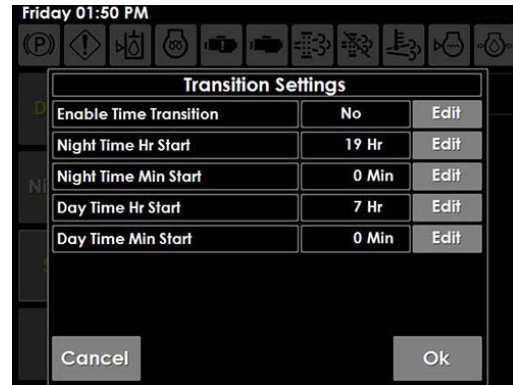 Friday 01:50 PM
Transition Settings
Enable Time Transition No Edit
Night Time Hr Start 19 Hr Edit
Night Time Min Start 0 Min Edit
Day Time Hr Start 7 Hr Edit
Day Time Min Start 0 Min Edit
Cancel Ok